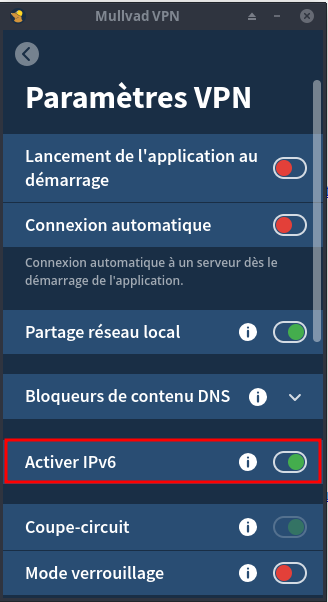 Mullvad VPN
Paramètres VPN
Lancement de l'application au
démarrage
Connexion automatique
Connexion automatique à un serveur dès le
démarrage de l'application.
Partage réseau local
Bloqueurs de contenu DNS
Activer IPv6
Coupe-circuit
Mode verrouillage